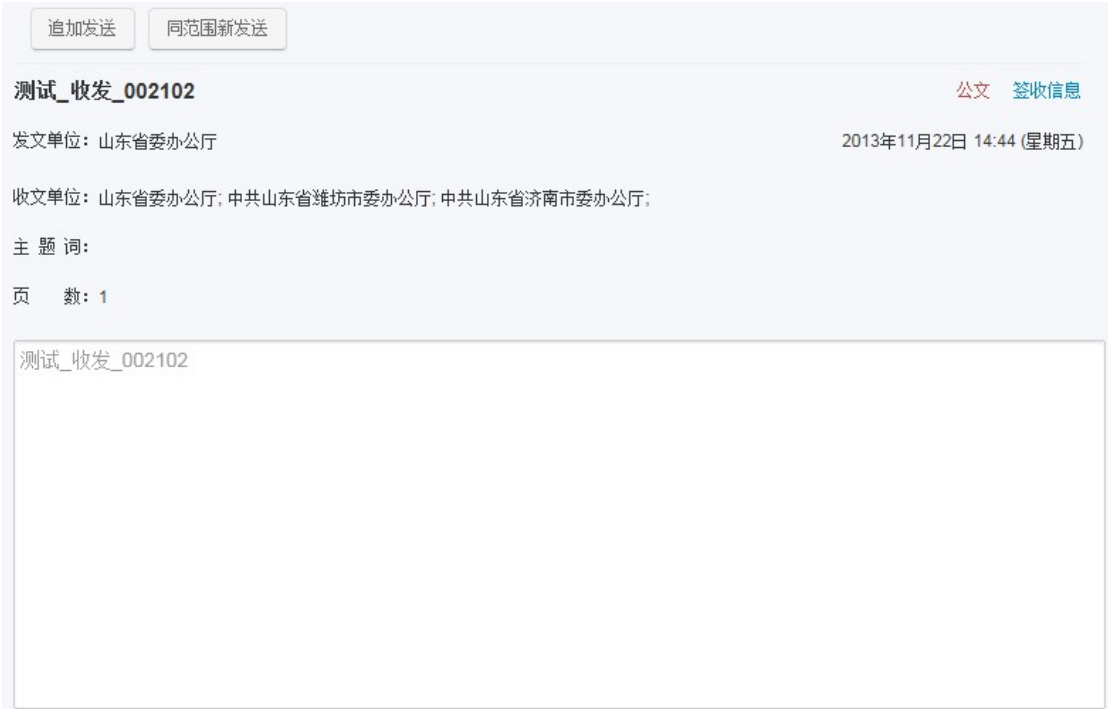 追加发送 同范围新发送
测试_收发_002102 公文 签收信息
发文单位：山东省委办公厅 2013年11月22日 14:44 (星期五)
收文单位：山东省委办公厅; 中共山东省潍坊市委办公厅; 中共山东省济南市委办公厅;
主 题 词：
页 数：1
测试_收发_002102